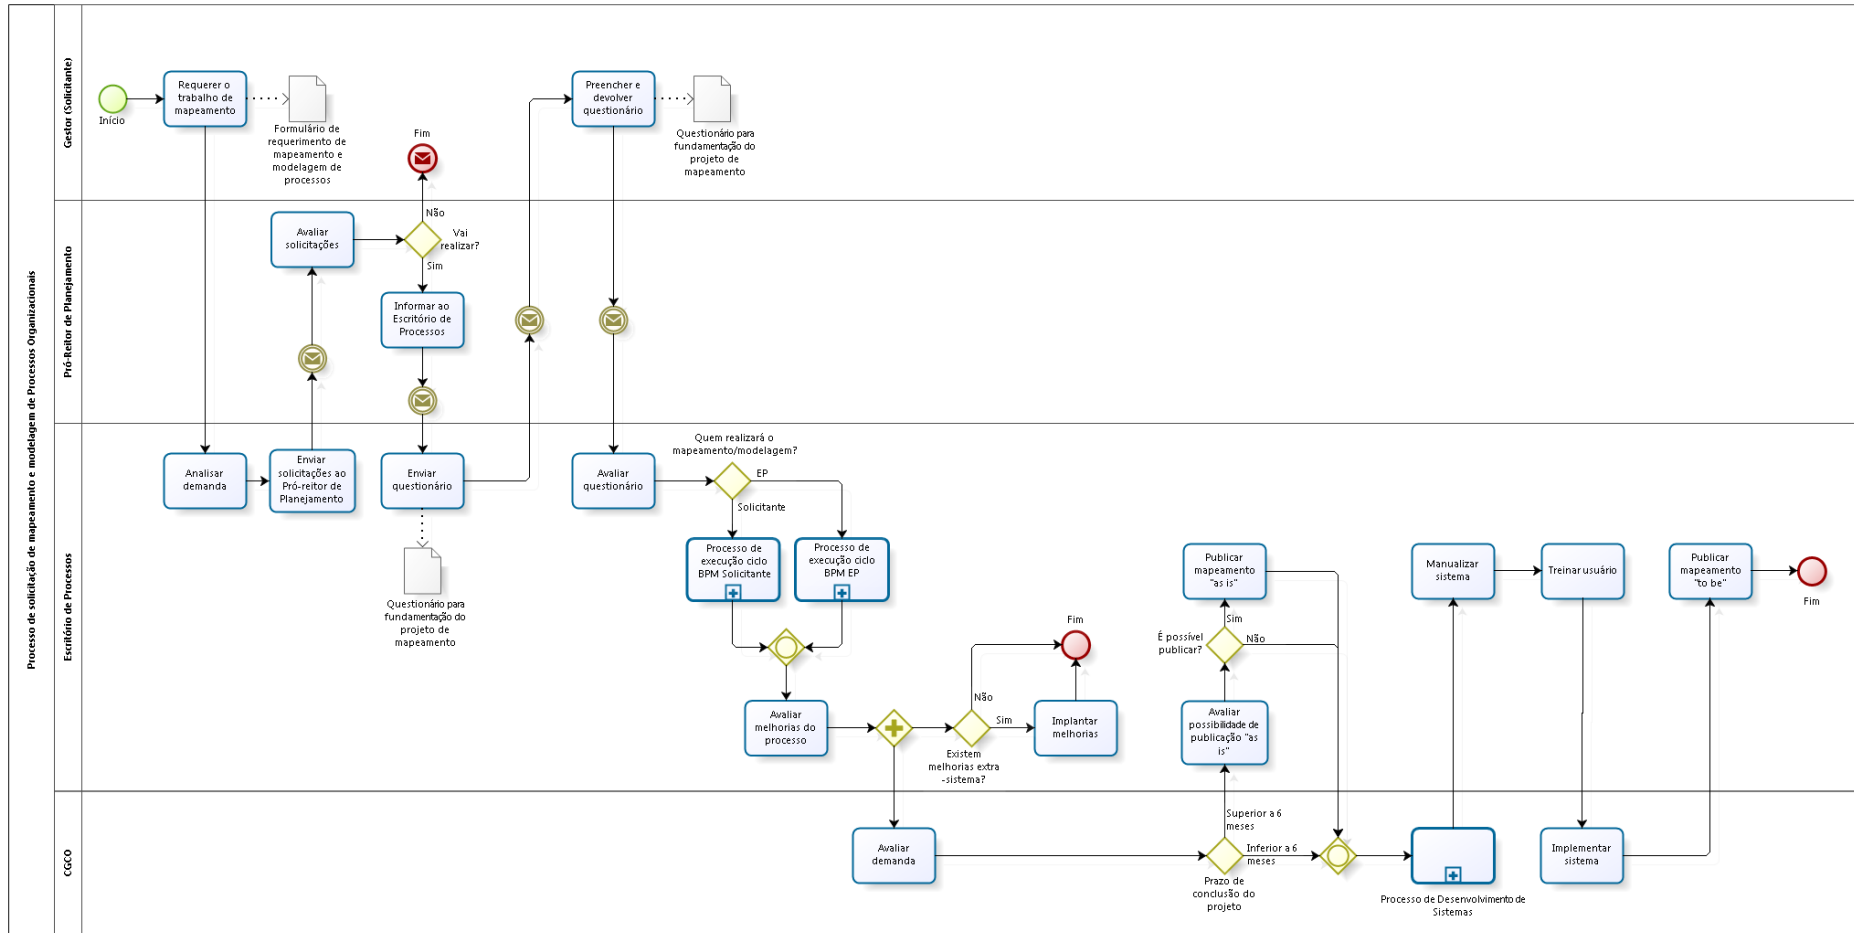 Processo de solicitação de mapeamento e modelagem de Processos Organizacionais
Gestor (Solicitante)
Início
Requerer o
trabalho de
mapeamento
Formulário de
requerimento de
mapeamento e
modelagem de
processos
Fim
Preencher e
devolver
questionário
Questionário para
fundamentação do
projeto de
mapeamento
Pró-Reitor de Planejamento
Avaliar
solicitações
Não
Vai
realizar?
Sim
Informar ao
Escritório de
Processos
Escritório de Processos
Analisar
demanda
Enviar
solicitações ao
Pró-reitor de
Planejamento
Enviar
questionário
Questionário para
fundamentação do
projeto de
mapeamento
Avaliar
questionário
Quem realizará o
mapeamento/modelagem?
EP
Solicitante
Processo de
execução ciclo
BPM Solicitante
Processo de
execução ciclo
BPM EP
Avaliar
melhorias do
processo
Não
Sim
Existem
melhorias extra
-sistema?
Implantar
melhorias
Fim
Publicar
mapeamento
"as is"
Sim
É possível
publicar?
Não
Avaliar
possibilidade de
publicação "as
is"
Manualizar
sistema
Treinar usuário
Publicar
mapeamento
"to be"
Fim
CGCO
Avaliar
demanda
Superior a 6
meses
Inferior a 6
meses
Prazo de
conclusão do
projeto
Processo de Desenvolvimento de
Sistemas
Implementar
sistema